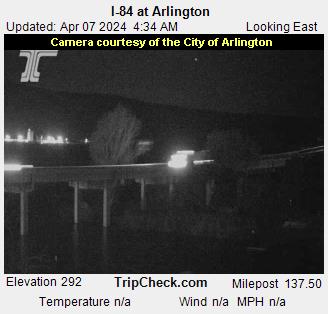 I-84 at Arlington
Updated: Apr 07 2024 4:34 AM Looking East
Camera courtesy of the City of Arlington
Elevation 292 TripCheck.com Milepost 137.50
Temperature n/a Wind n/a MPH n/a